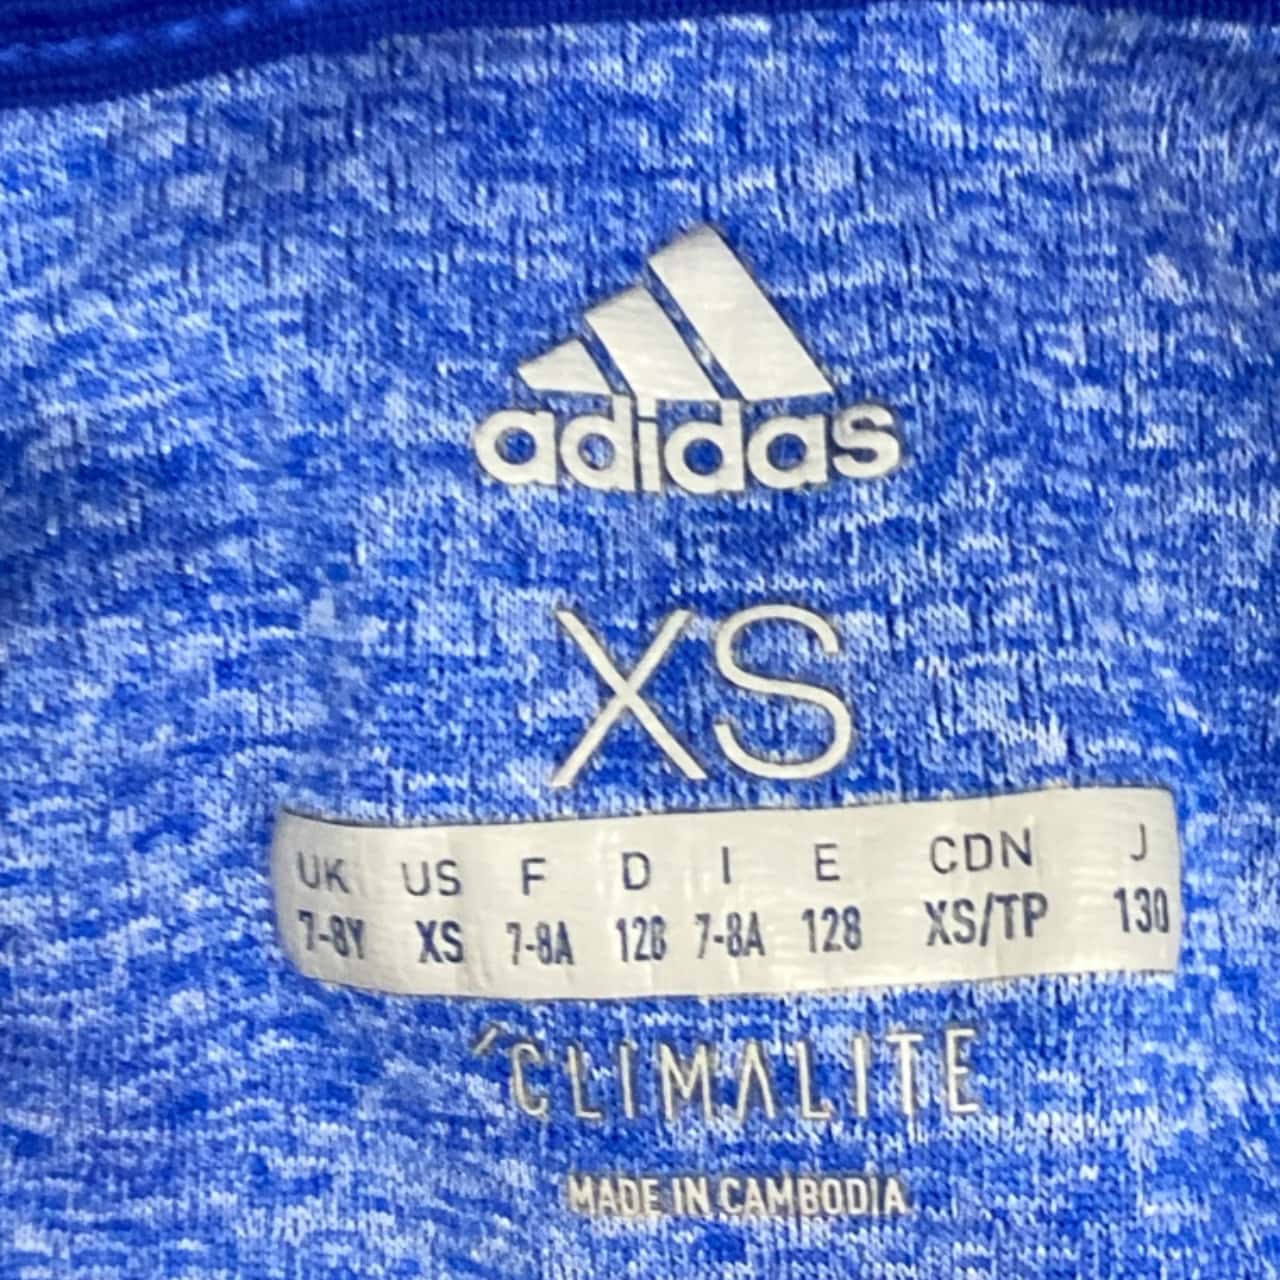 adidas
XS
UK US F D I E CDN J
7-8Y XS 7-8A 128 7-8A 128 XS/TP 130
CLIMALITE
MADE IN CAMBODIA